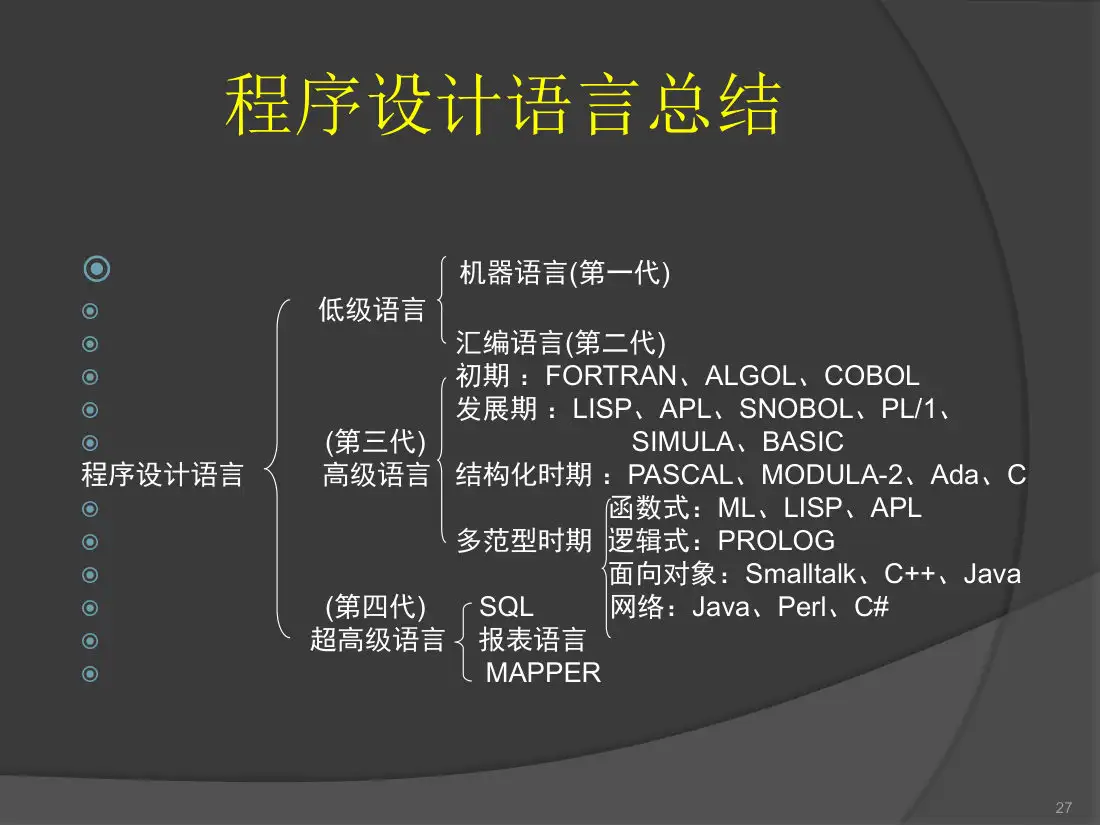 程序设计语言总结
机器语言(第一代)
低级语言
汇编语言(第二代)
初期 ：FORTRAN、ALGOL、COBOL
发展期 ：LISP、APL、SNOBOL、PL/1、
(第三代) SIMULA、BASIC
程序设计语言 高级语言 结构化时期 ：PASCAL、MODULA-2、Ada、C
函数式：ML、LISP、APL
多范型时期 逻辑式：PROLOG
面向对象：Smalltalk、C++、Java
(第四代) SQL 网络：Java、Perl、C#
超高级语言 报表语言
MAPPER
27